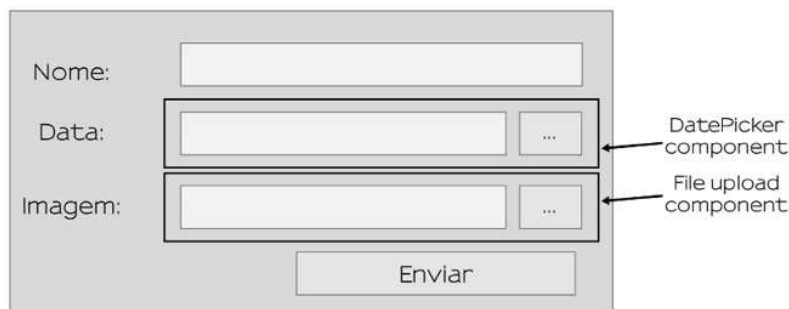 Nome:
Data:
...
DatePicker
component
Imagem:
...
File upload
component
Enviar